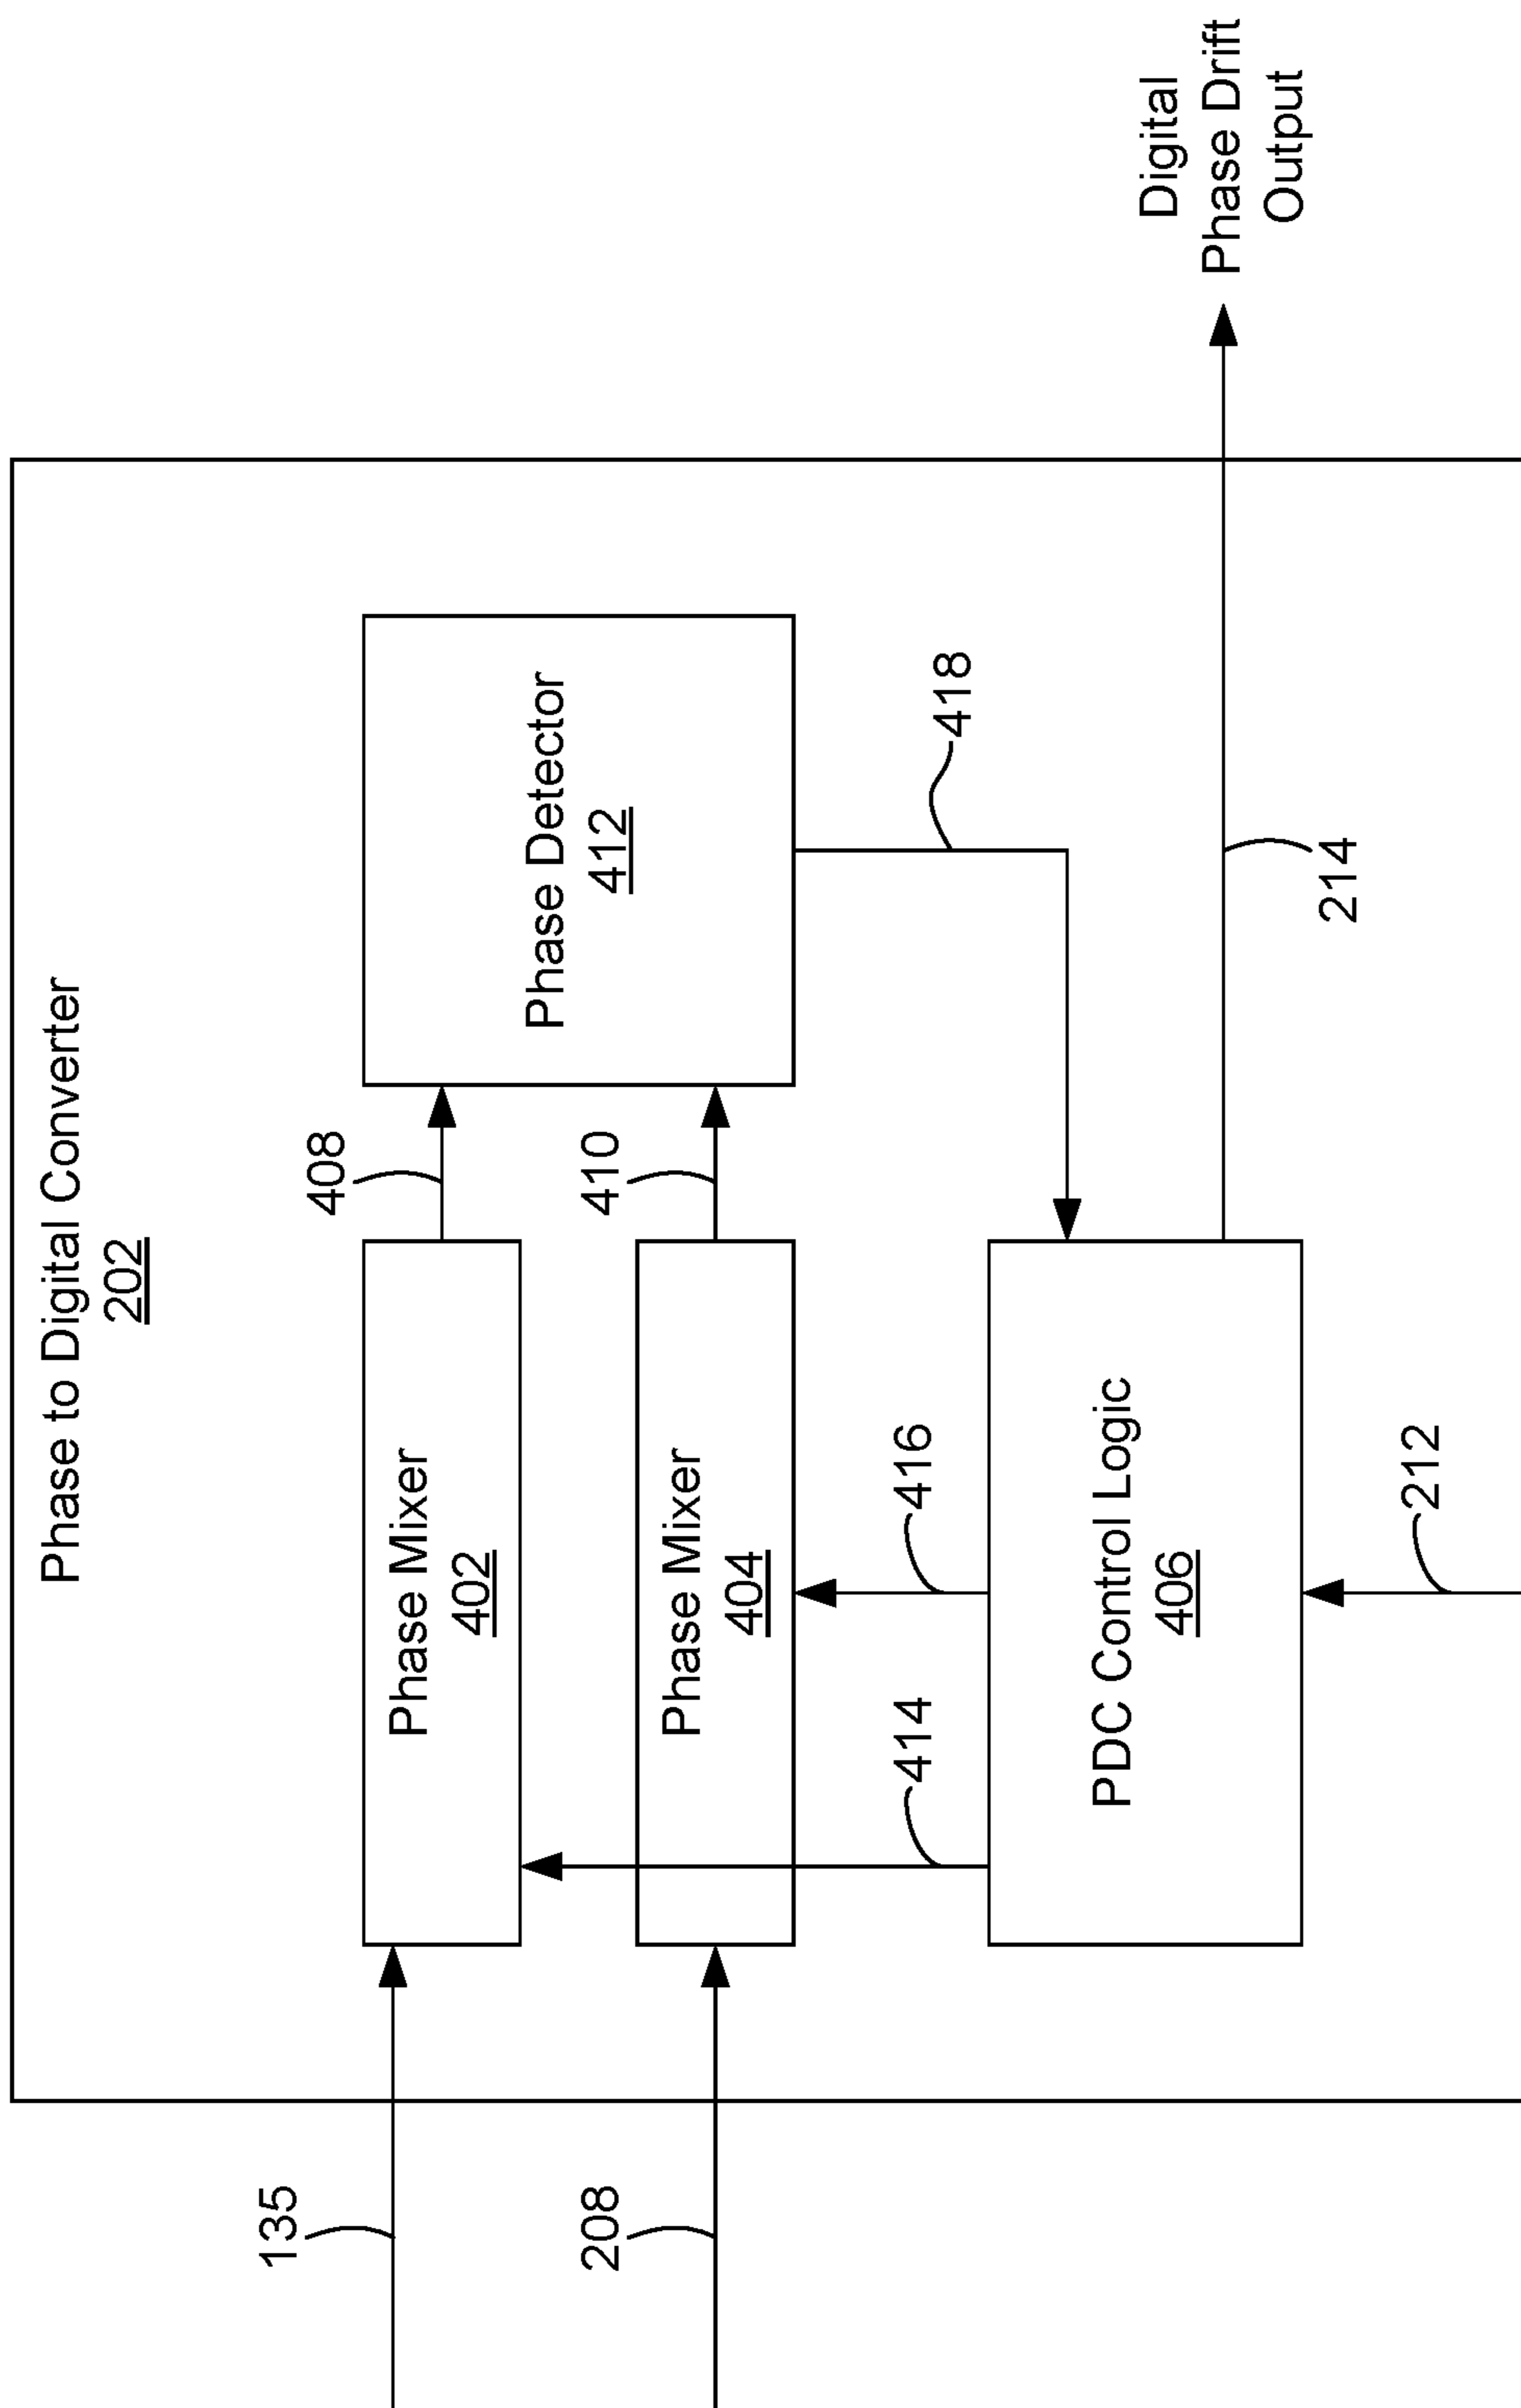 Phase to Digital Converter
202
135
208
Phase Mixer
402
408
Phase Mixer
404
410
Phase Detector
412
414
416
418
PDC Control Logic
406
212
214
Digital
Phase Drift
Output